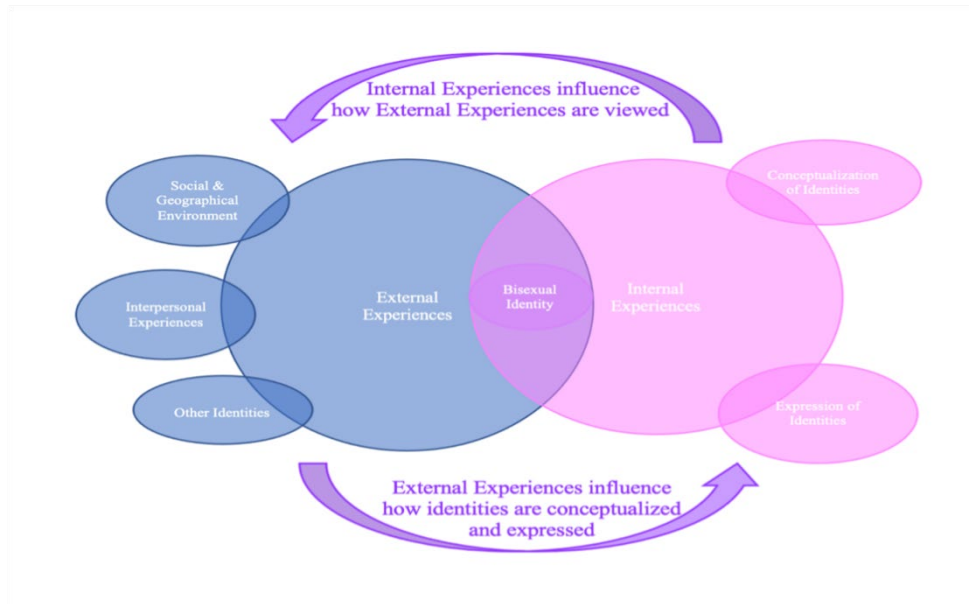 Internal Experiences influence
how External Experiences are viewed
Social &
Geographical
Environment
Conceptualization
of Identities
Interpersonal
Experiences
External
Experiences
Bisexual
Identity
Internal
Experiences
Other Identities
Expression of
Identities
External Experiences influence
how identities are conceptualized
and expressed